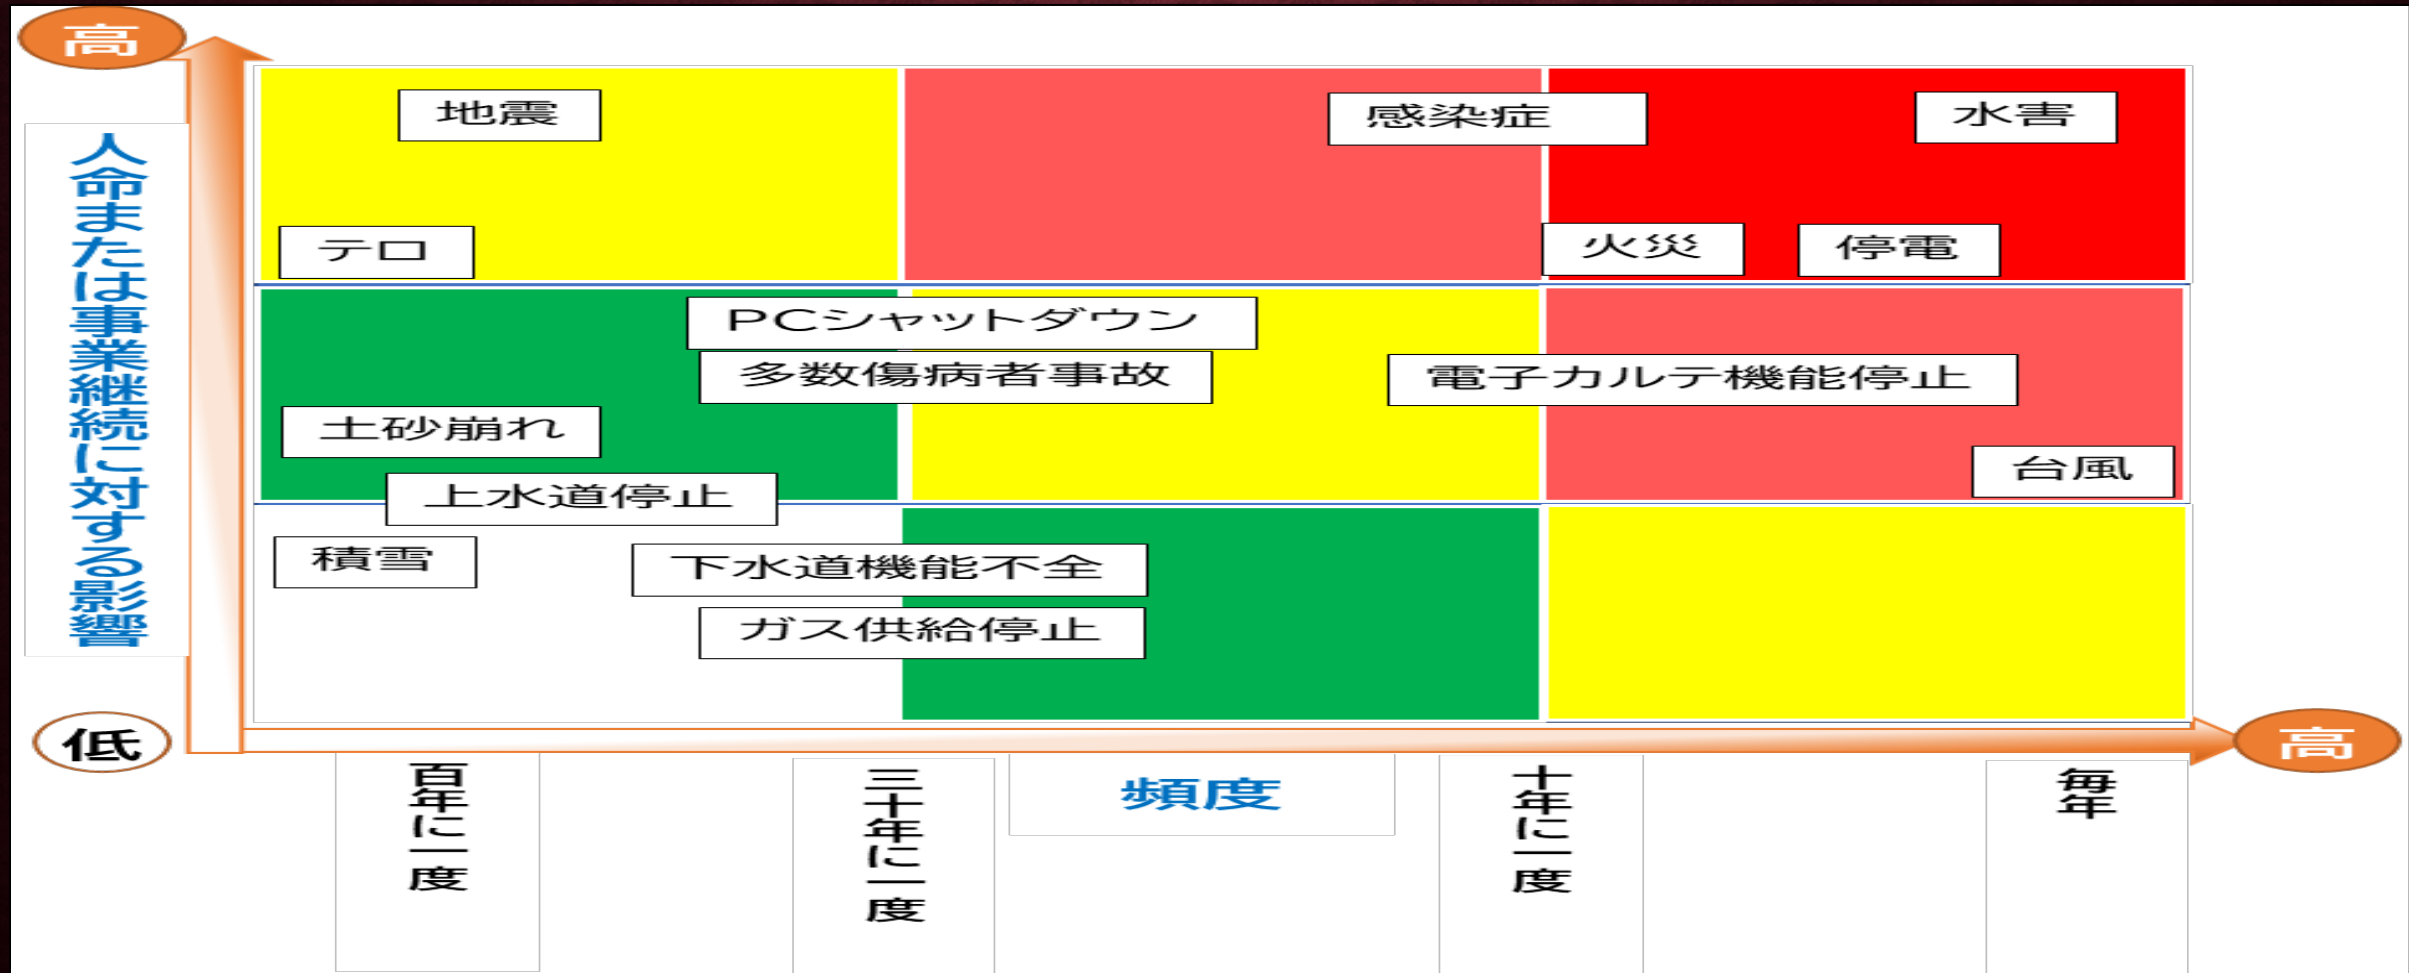 高
人命または事業継続に対する影響
地震
感染症
水害
テロ
火災
停電
PCシャットダウン
多数傷病者事故
電子カルテ機能停止
土砂崩れ
台風
上水道停止
積雪
下水道機能不全
ガス供給停止
低
高
百年に一度
三十年に一度
頻度
十年に一度
毎年